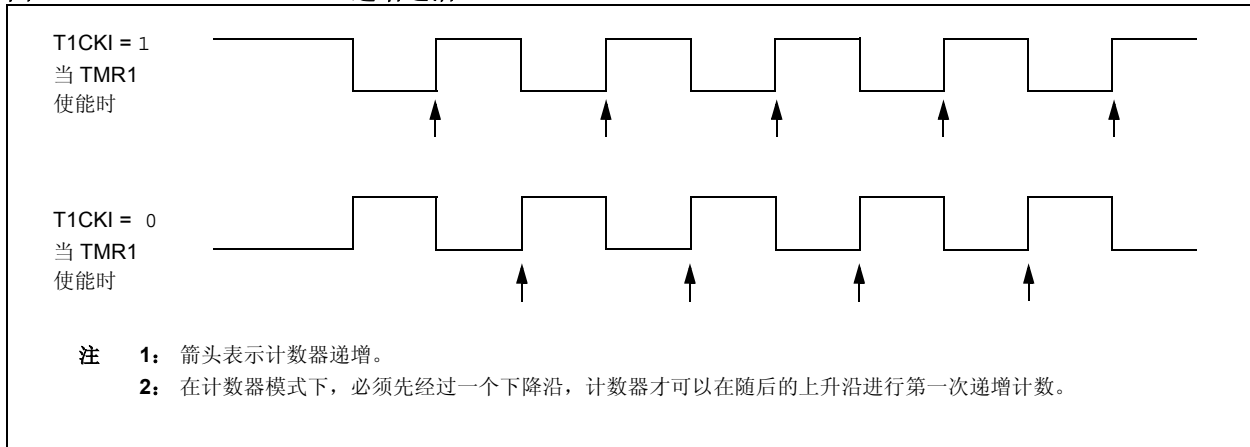 T1CKI = 1
当 TMR1
使能时
T1CKI = 0
当 TMR1
使能时
注 1： 箭头表示计数器递增。
2： 在计数器模式下，必须先经过一个下降沿，计数器才可以在随后的上升沿进行第一次递增计数。